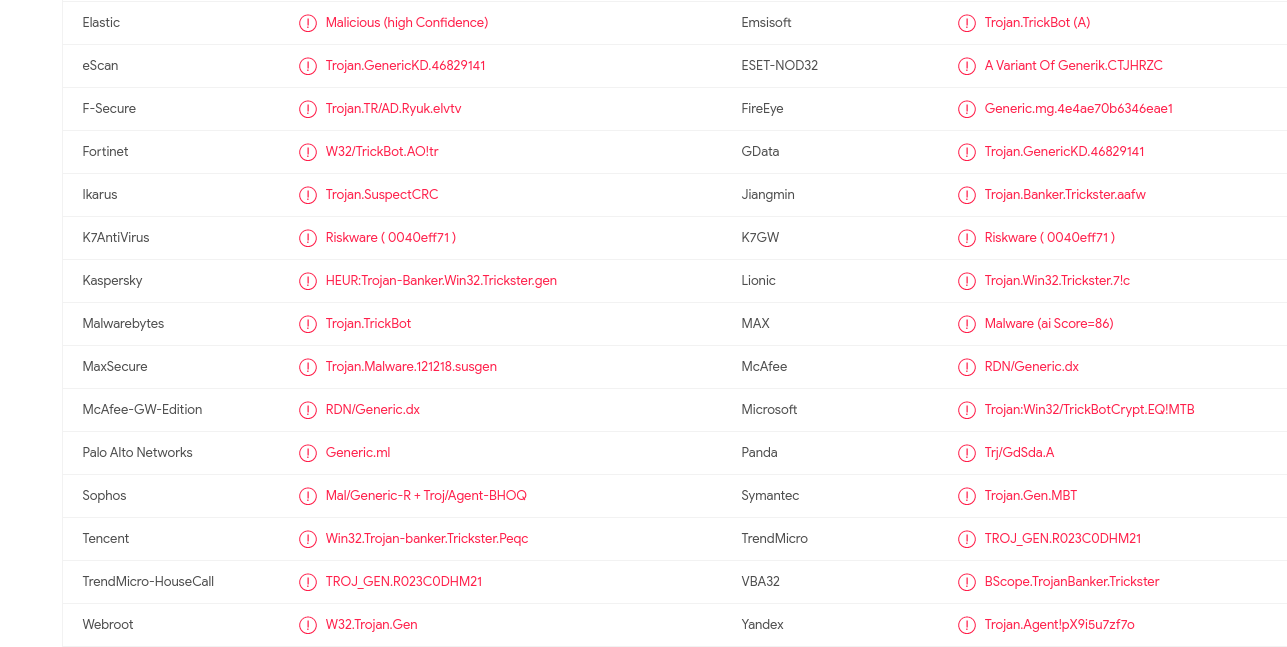 Elastic Malicious (high Confidence) Emsisoft Trojan.TrickBot (A)
eScan Trojan.GenericKD.46829141 ESET-NOD32 A Variant Of Generik.CTJHRZC
F-Secure Trojan.TR/AD.Ryuk.elvtv FireEye Generic.mg.4e4ae70b6346eae1
Fortinet W32/TrickBot.AO!tr GData Trojan.GenericKD.46829141
Ikarus Trojan.SuspectCRC Jiangmin Trojan.Banker.Trickster.aafw
K7AntiVirus Riskware ( 0040eff71 ) K7GW Riskware ( 0040eff71 )
Kaspersky HEUR:Trojan-Banker.Win32.Trickster.gen Lionic Trojan.Win32.Trickster.7!c
Malwarebytes Trojan.TrickBot MAX Malware (ai Score=86)
MaxSecure Trojan.Malware.121218.susgen McAfee RDN/Generic.dx
McAfee-GW-Edition RDN/Generic.dx Microsoft Trojan:Win32/TrickBotCrypt.EQ!MTB
Palo Alto Networks Generic.ml Panda Trj/GdSda.A
Sophos Mal/Generic-R + Troj/Agent-BHOQ Symantec Trojan.Gen.MBT
Tencent Win32.Trojan-banker.Trickster.Peqc TrendMicro TROJ_GEN.R023C0DHM21
TrendMicro-HouseCall TROJ_GEN.R023C0DHM21 VBA32 BScope.TrojanBanker.Trickster
Webroot W32.Trojan.Gen Yandex Trojan.Agent!pX9i5u7zf7o